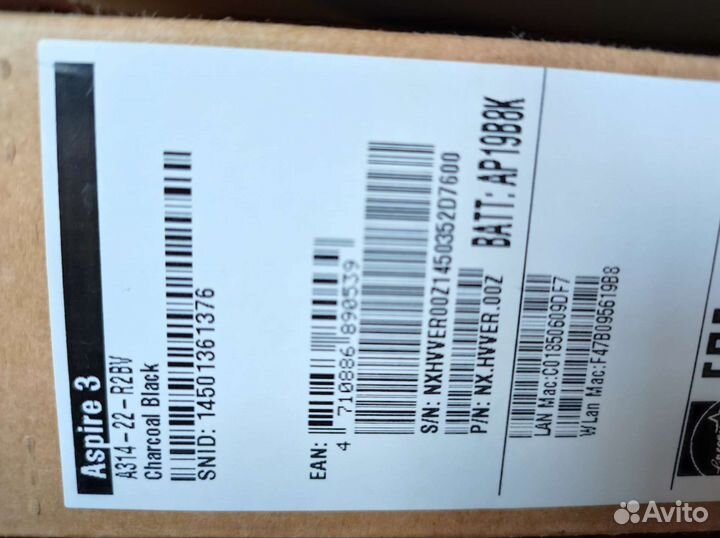 Aspire 3
A314-22-R2BV
Charcoal Black
SNID: 14501361376
EAN:
4 710886 890539
S/N: NXHVVER00Z1450352D7600
P/N: NX.HVVER.00Z
BATT: AP19B8K
LAN Mac:C01850609DF7
WLan Mac:F47B095619B8
Avito